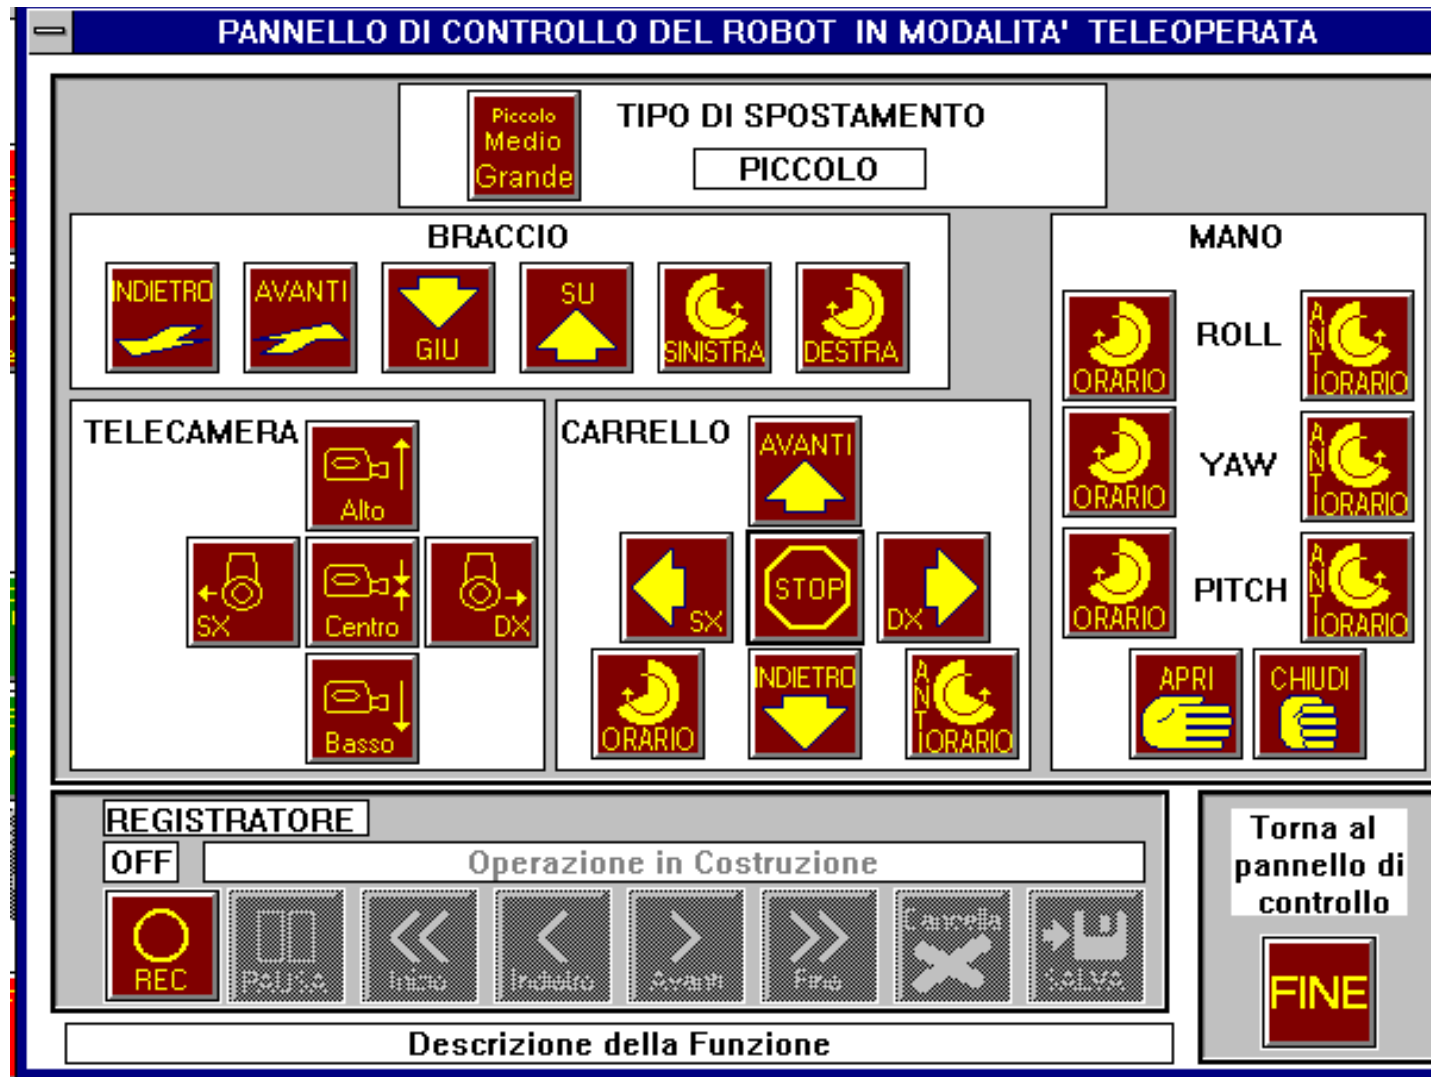 PANNELLO DI CONTROLLO DEL ROBOT IN MODALITA' TELEOPERATA
Piccolo
Medio
Grande
TIPO DI SPOSTAMENTO
PICCOLO
BRACCIO
INDIETRO
AVANTI
GIU
SU
SINISTRA
DESTRA
MANO
ORARIO
ROLL
ANTIORARIO
ORARIO
YAW
ANTIORARIO
ORARIO
PITCH
ANTIORARIO
APRI
CHIUDI
TELECAMERA
Alto
SX
Centro
DX
Basso
CARRELLO
AVANTI
SX
STOP
DX
ORARIO
INDIETRO
ANTIORARIO
REGISTRATORE
OFF
Operazione in Costruzione
REC
PAUSA
Inizio
Indietro
Avanti
Fine
Cancella
SALVA
Torna al
pannello di
controllo
FINE
Descrizione della Funzione